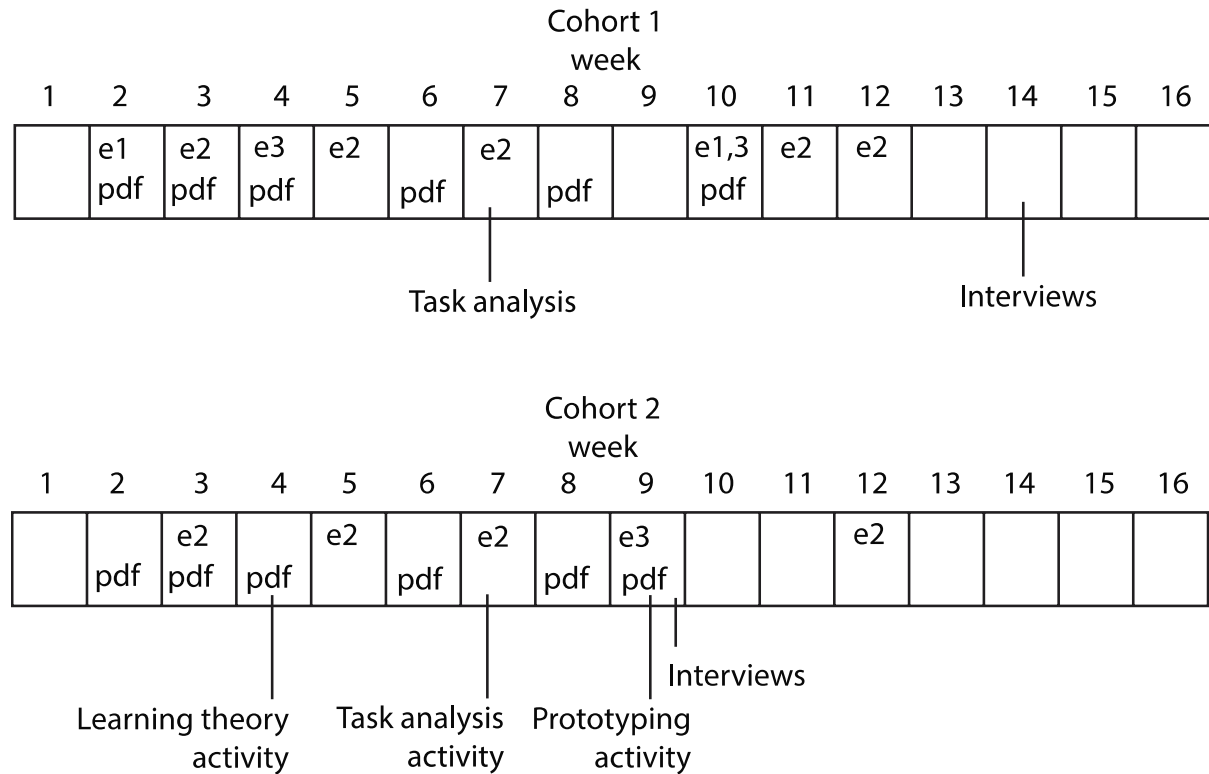 Cohort 1
week
1 2 3 4 5 6 7 8 9 10 11 12 13 14 15 16
e1 e2 e3 e2 e2 e1,3 e2 e2
pdf pdf pdf pdf pdf pdf
Task analysis Interviews
Cohort 2
week
1 2 3 4 5 6 7 8 9 10 11 12 13 14 15 16
e2 e2 e2 e3 e2
pdf pdf pdf pdf pdf pdf
Interviews
Learning theory Task analysis Prototyping
activity activity activity